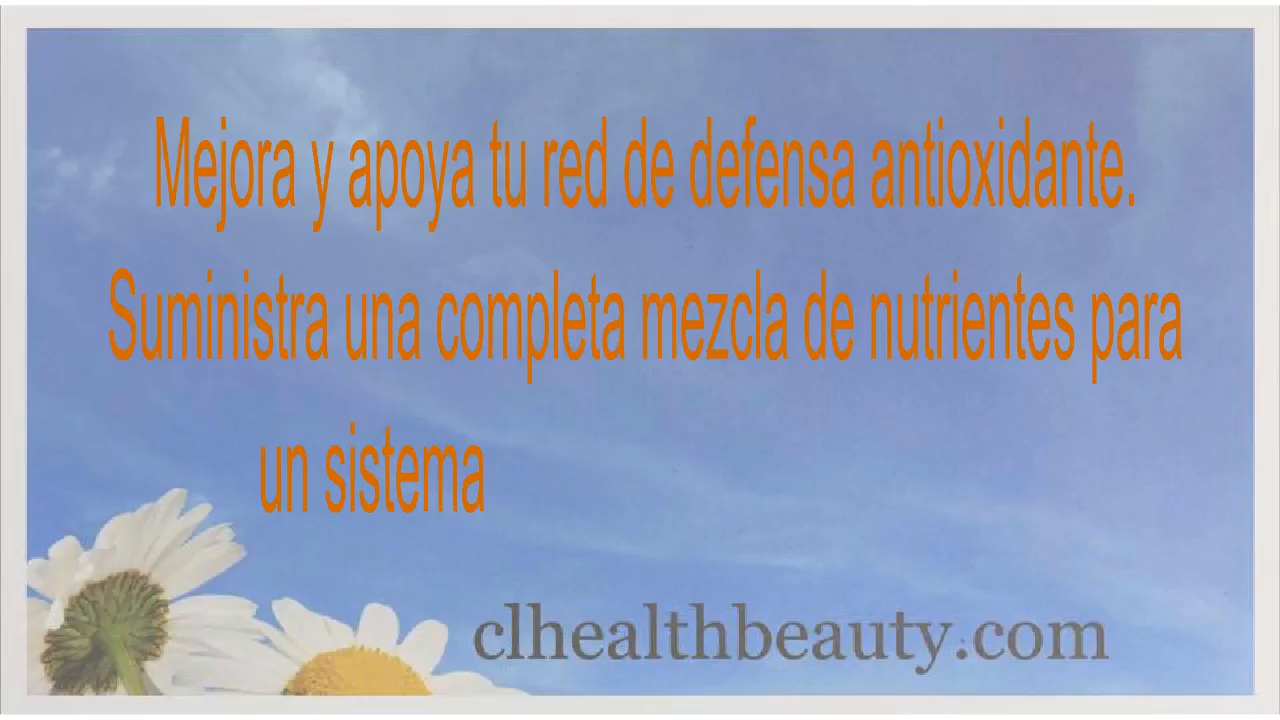 Mejora y apoya tu red de defensa antioxidante.
Suministra una completa mezcla de nutrientes para
un sistema
clhealthbeauty.com